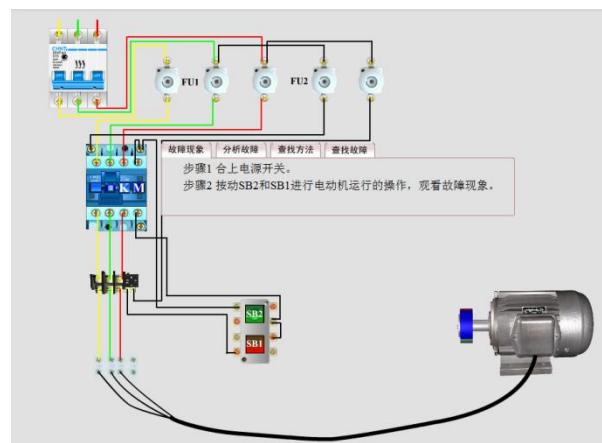 CHNT
FU1
FU2
故障现象 分析故障 查找方法 查找故障
步骤1 合上电源开关。
步骤2 按动SB2和SB1进行电动机运行的操作，观看故障现象。
KM
SB2
SB1